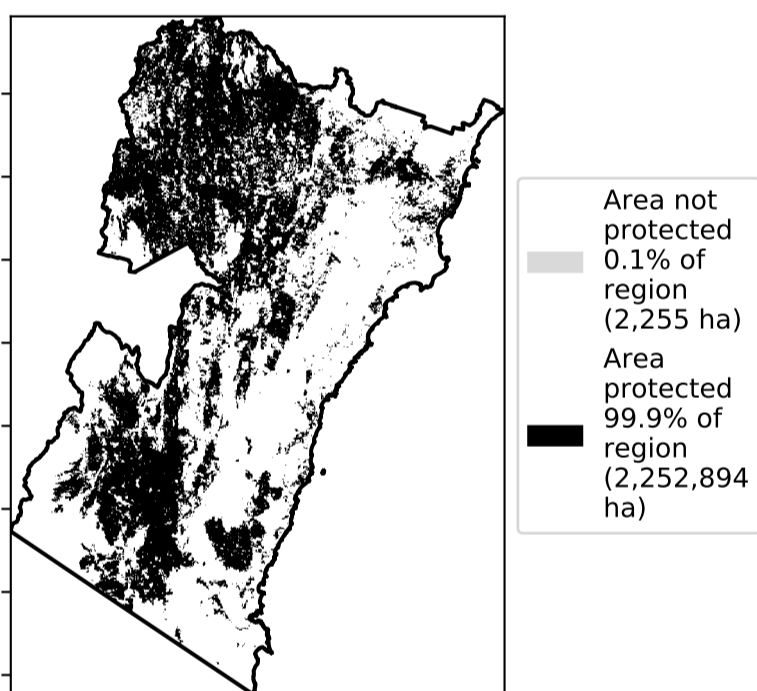 Area not
protected
0.1% of
region
(2,255 ha)
Area
protected
99.9% of
region
(2,252,894
ha)